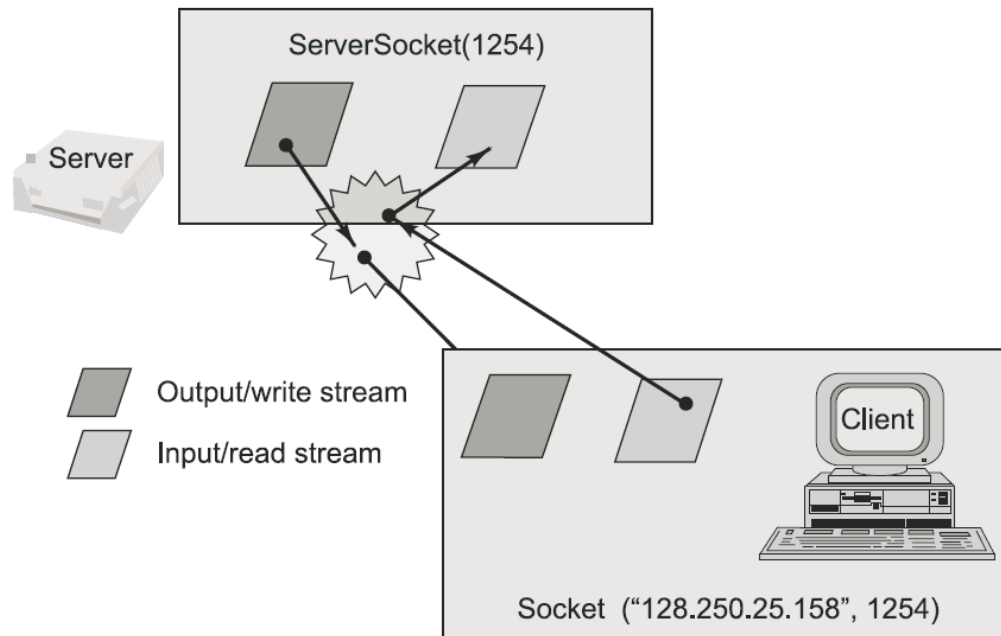 ServerSocket(1254)
Server
Output/write stream
Input/read stream
Client
Socket (“128.250.25.158”, 1254)